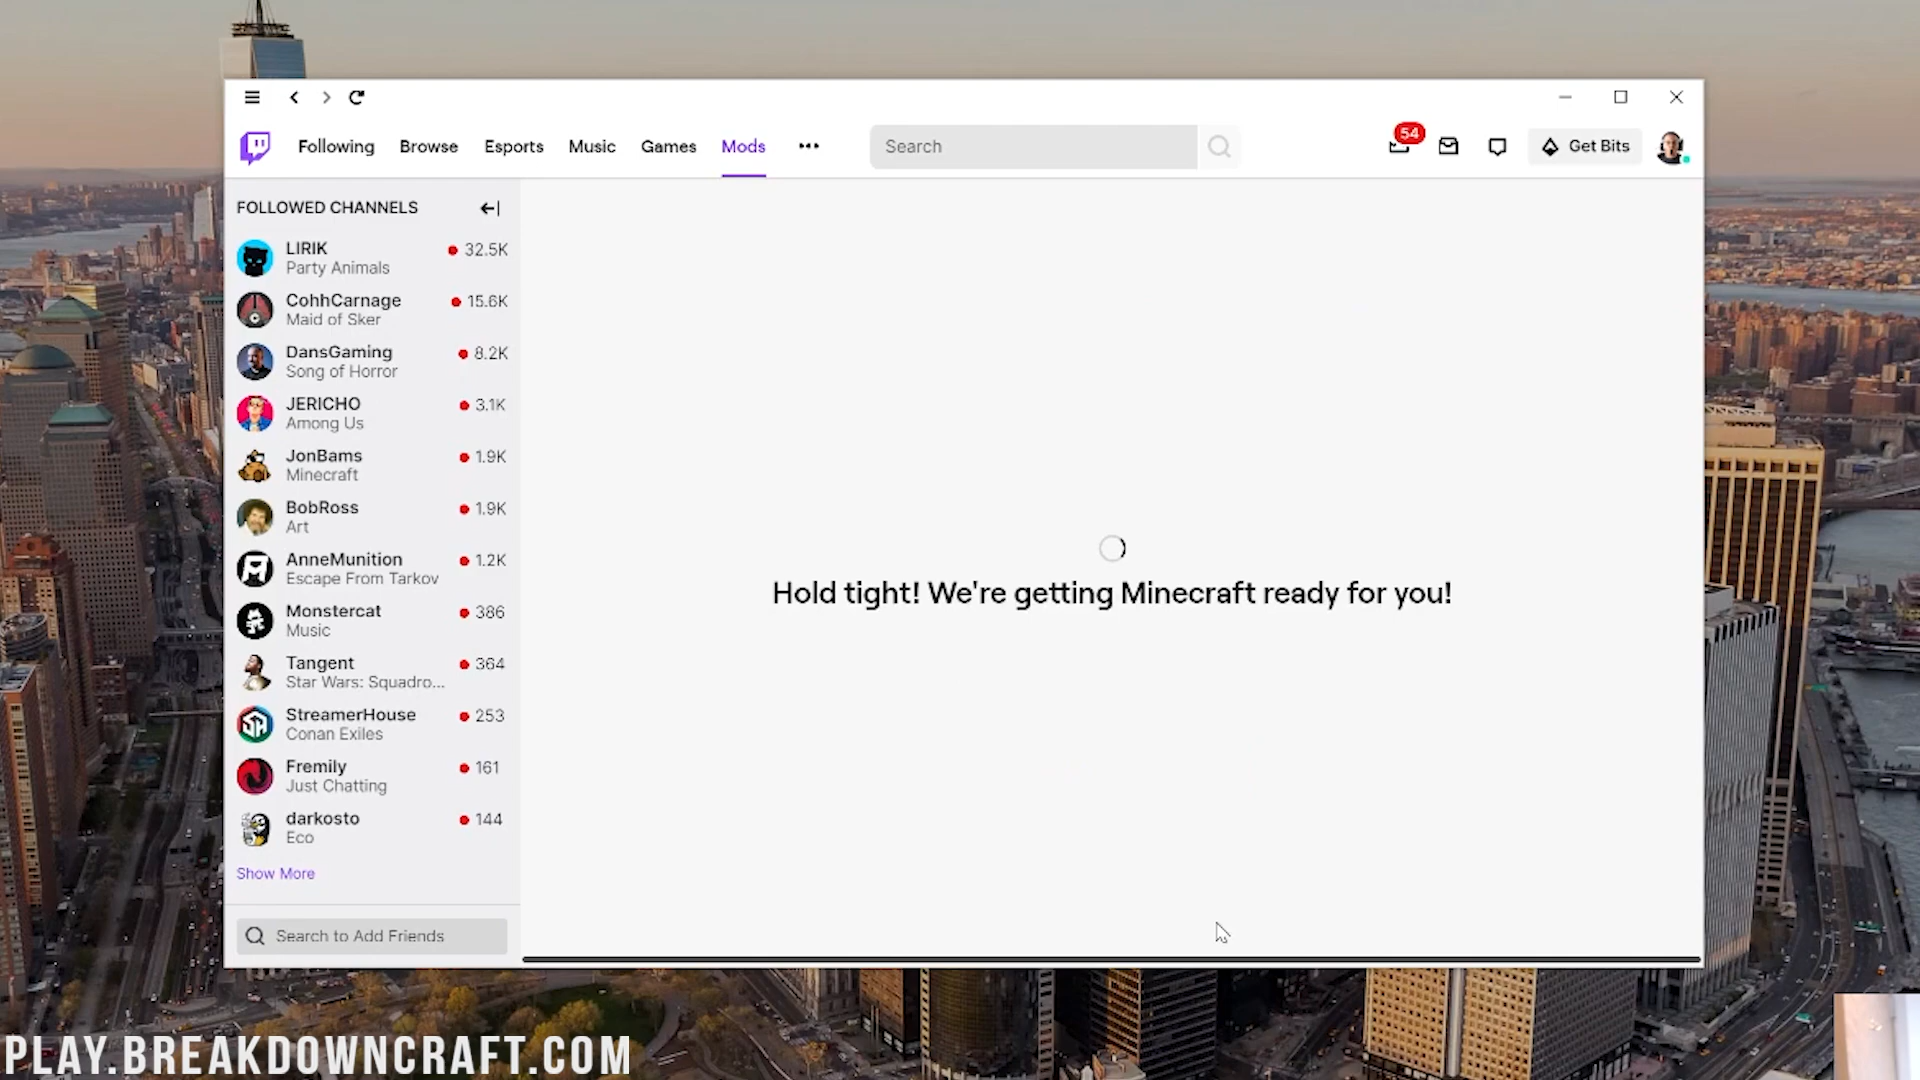 Following
Browse
Esports
Music
Games
Mods
Search
54
Get Bits
FOLLOWED CHANNELS
LIRIK
32.5K
Party Animals
CohhCarnage
15.6K
Maid of Sker
DansGaming
8.2K
Song of Horror
JERICHO
3.1K
Among Us
JonBams
1.9K
Minecraft
BobRoss
1.9K
Art
AnneMunition
1.2K
Escape From Tarkov
Monstercat
386
Music
Tangent
364
Star Wars: Squadro...
StreamerHouse
253
Conan Exiles
Fremily
161
Just Chatting
darkosto
144
Eco
Show More
Search to Add Friends
Hold tight! We're getting Minecraft ready for you!
PLAY.BREAKDOWNCRAFT.COM